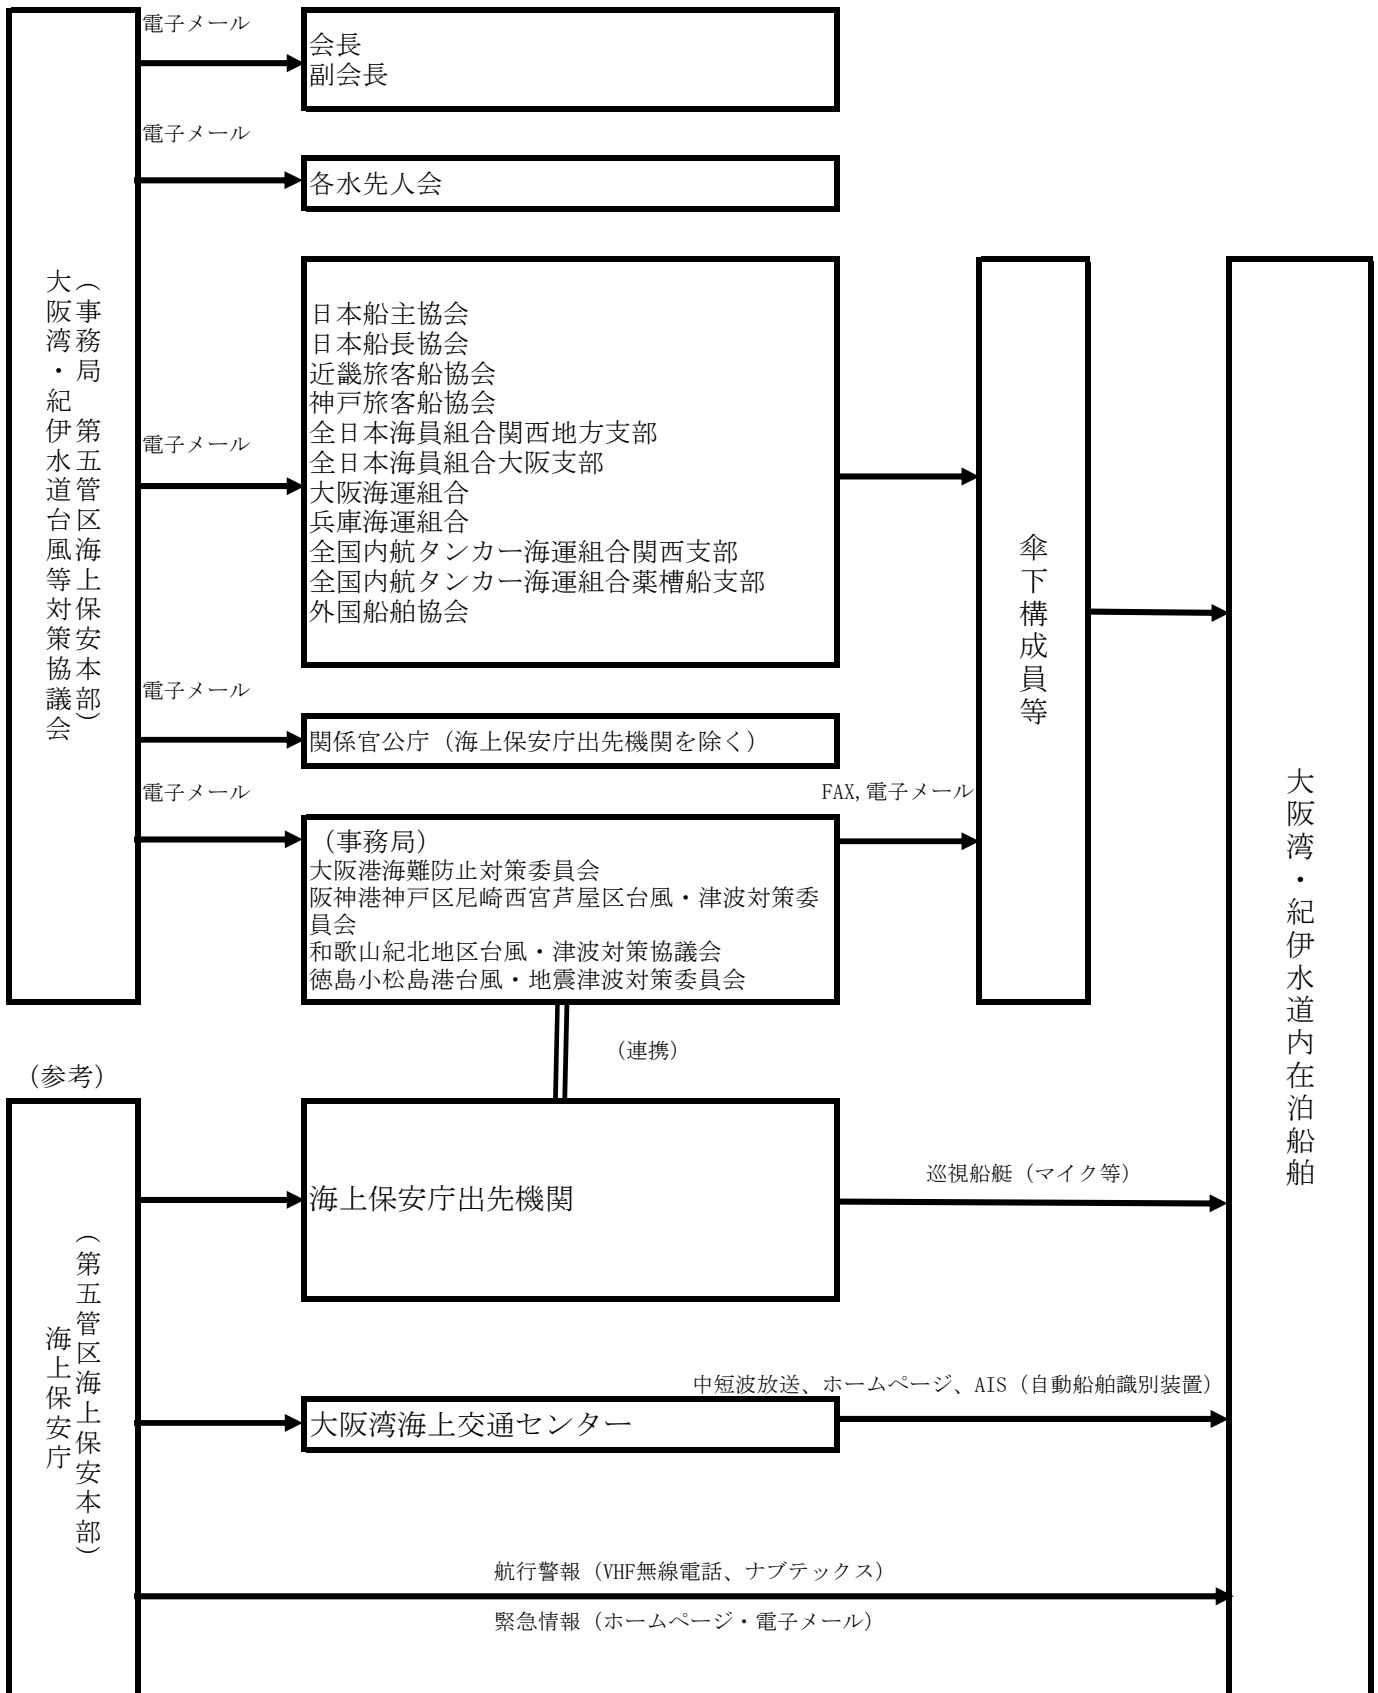 電子メール
会長
副会長
電子メール
各水先人会
大阪湾・紀伊水道台風等対策協議会
（事務局　第五管区海上保安本部）
電子メール
日本船主協会
日本船長協会
近畿旅客船協会
神戸旅客船協会
全日本海員組合関西地方支部
全日本海員組合大阪支部
大阪海運組合
兵庫海運組合
全国内航タンカー海運組合関西支部
全国内航タンカー海運組合薬槽船支部
外国船舶協会
傘下構成員等
電子メール
関係官公庁（海上保安庁出先機関を除く）
電子メール
FAX,電子メール
（事務局）
大阪港海難防止対策委員会
阪神港神戸区尼崎西宮芦屋区台風・津波対策委
員会
和歌山紀北地区台風・津波対策協議会
徳島小松島港台風・地震津波対策委員会
大阪湾・紀伊水道内在泊船舶
（連携）
（参考）
海上保安庁
（第五管区海上保安本部）
海上保安庁出先機関
巡視船艇（マイク等）
中短波放送、ホームページ、AIS（自動船舶識別装置）
大阪湾海上交通センター
航行警報（VHF無線電話、ナブテックス）
緊急情報（ホームページ・電子メール）